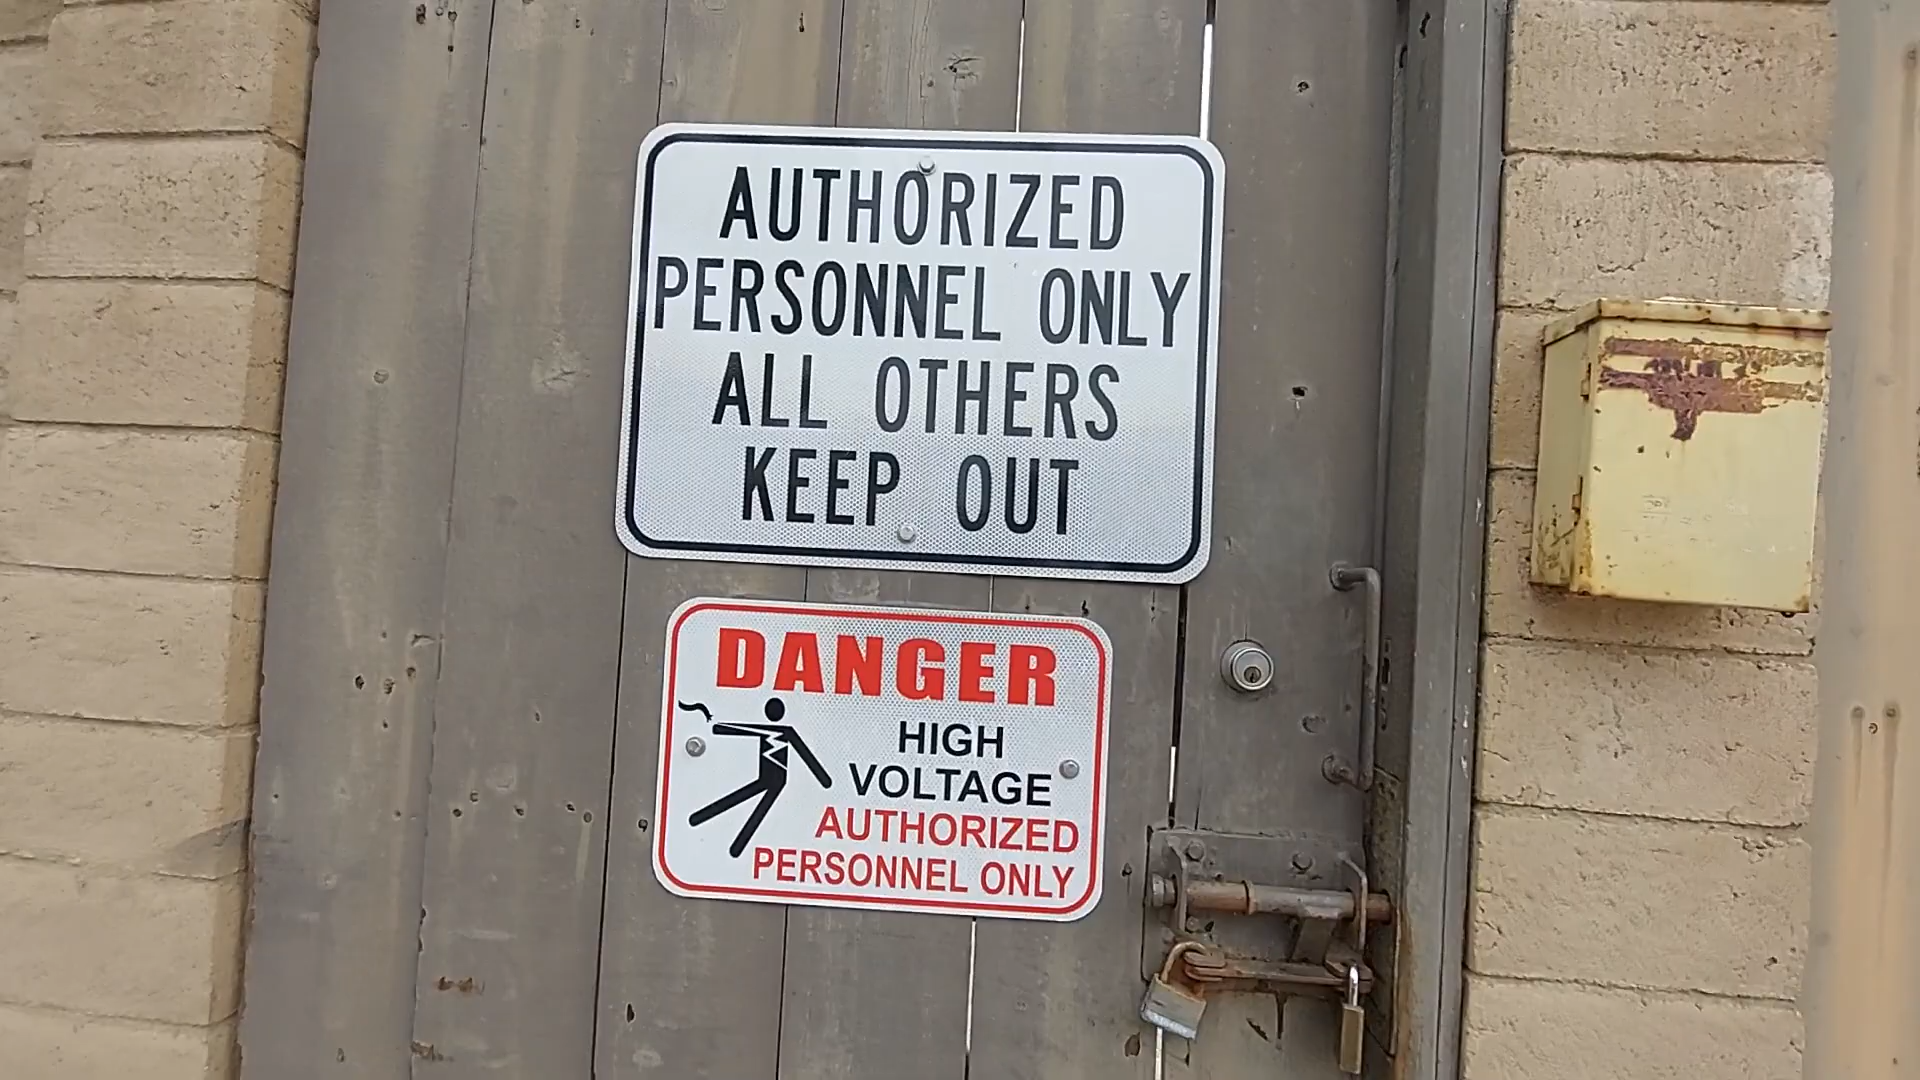 AUTHORIZED
PERSONNEL ONLY
ALL OTHERS
KEEP OUT
DANGER
HIGH
VOLTAGE
AUTHORIZED
PERSONNEL ONLY